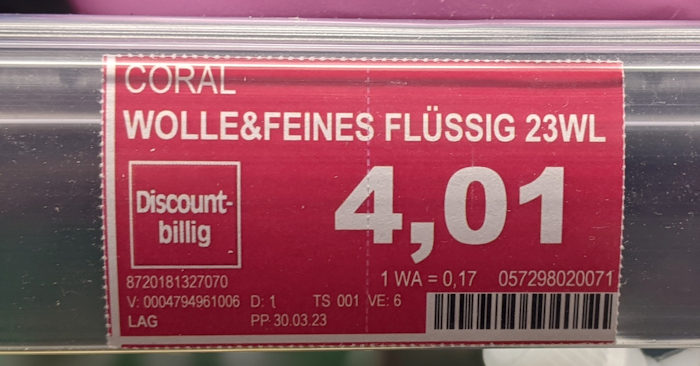 CORAL
WOLLE&FEINES FLÜSSIG 23WL
Discount-
billig
4,01
8720181327070
1 WA = 0,17 057298020071
V: 0004794961006 D: 1 TS 001 VE: 6
LAG PP 30.03.23